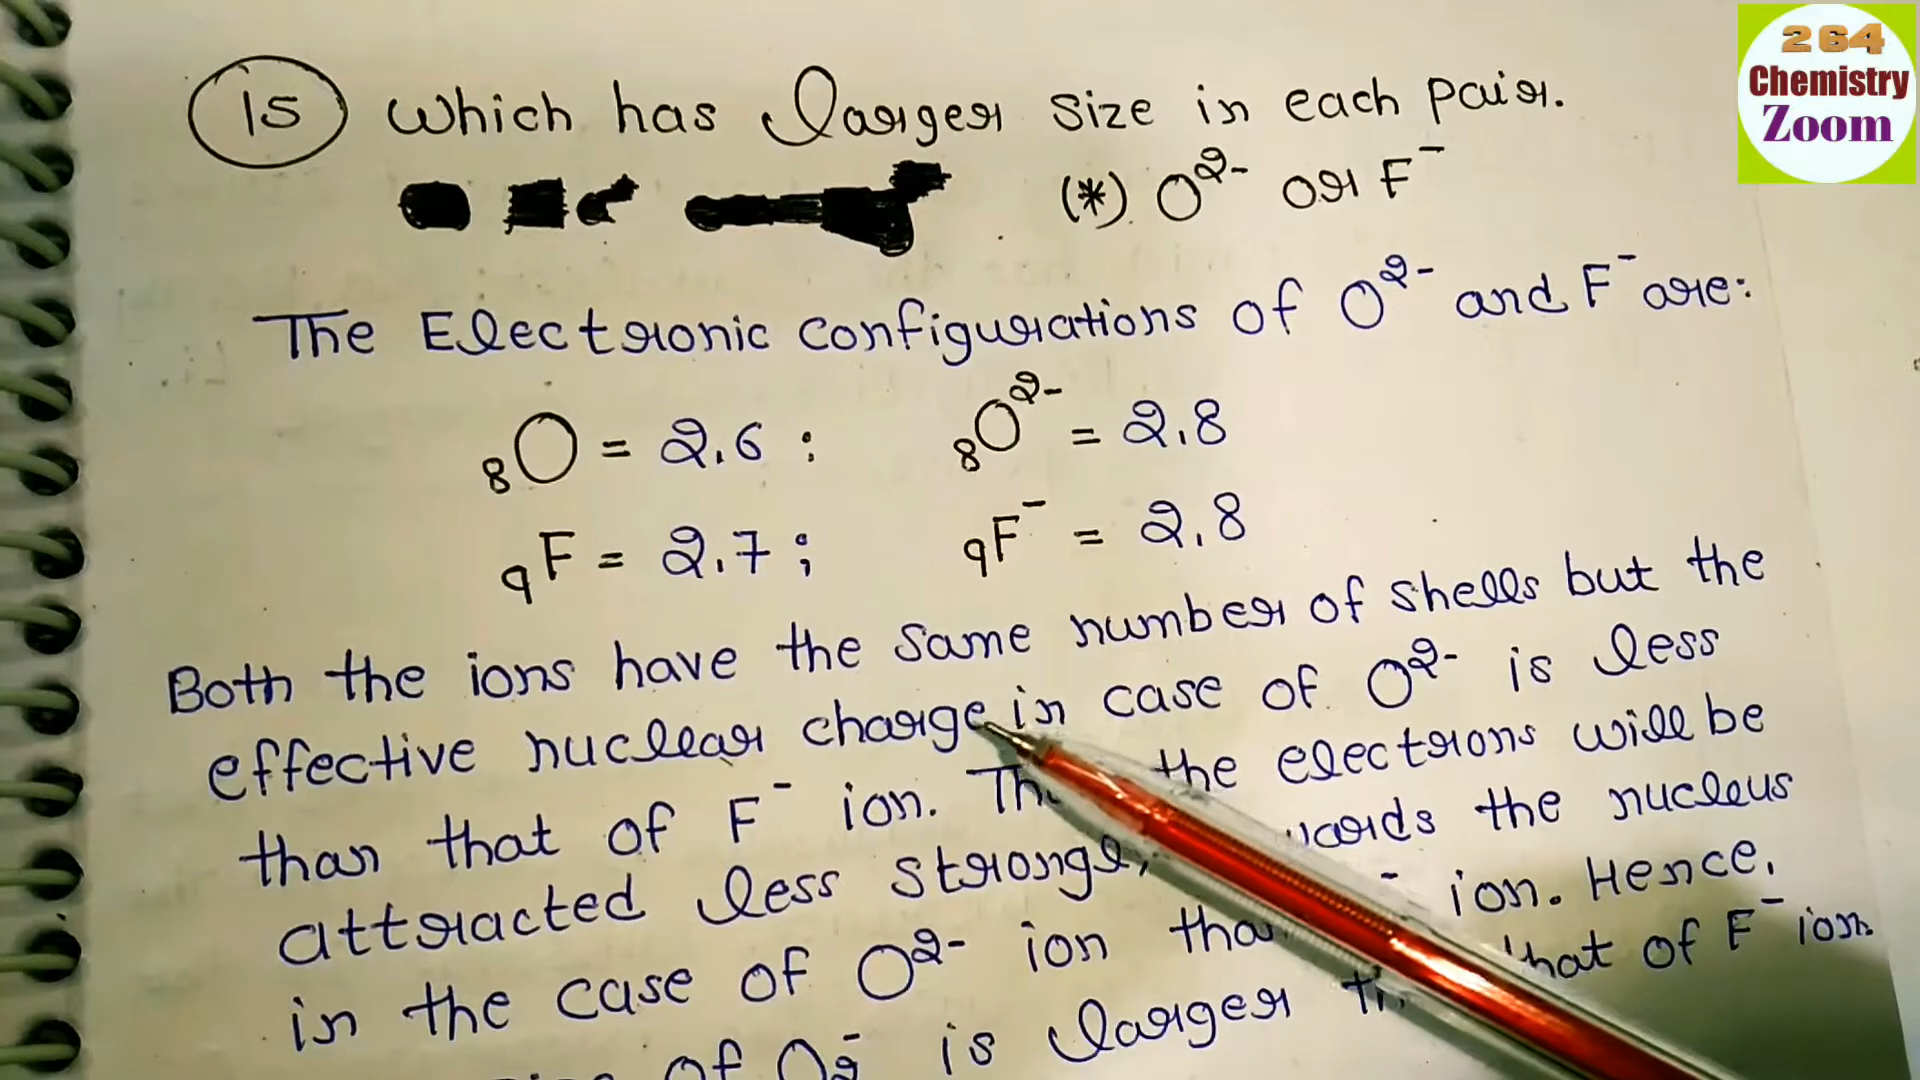 15 Which has larger size in each pair.
(*) O²⁻ or F⁻
The Electronic configurations of O²⁻ and F⁻ are:
₈O = 2.6 : ₈O²⁻ = 2.8
₉F = 2.7 ; ₉F⁻ = 2.8
Both the ions have the same number of shells but the
effective nuclear charge in case of O²⁻ is less
than that of F⁻ ion. the electrons will be
attracted less the nucleus
in the case of O²⁻ ion ion. Hence,
of O₂⁻ is larger that of F⁻ ion
264
Chemistry
Zoom